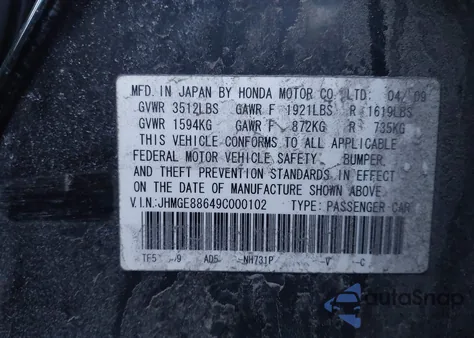 MFD. IN JAPAN BY HONDA MOTOR CO LTD. 04/09
GVWR 3512LBS GAWR F 1921LBS R 1619LBS
GVWR 1594KG GAWR F 872KG R 735KG
THIS VEHICLE CONFORMS TO ALL APPLICABLE
FEDERAL MOTOR VEHICLE SAFETY, BUMPER,
AND THEFT PREVENTION STANDARDS IN EFFECT
ON THE DATE OF MANUFACTURE SHOWN ABOVE
V.I.N:JHMGE88649C000102 TYPE: PASSENGER CAR
TF5 A05 NH731P -V -C
autoSnap